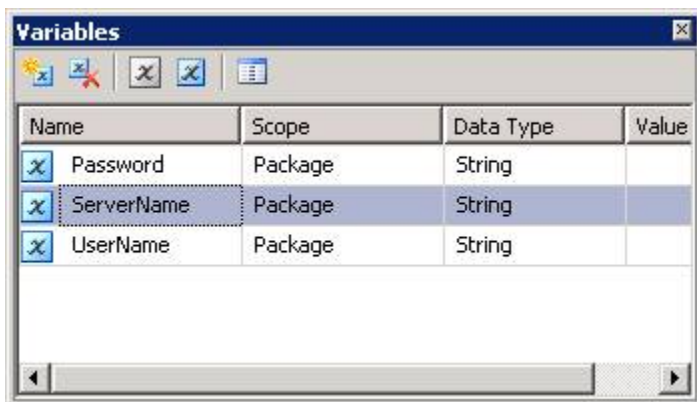 Variables
Name Scope Data Type Value
Password Package String
ServerName Package String
UserName Package String